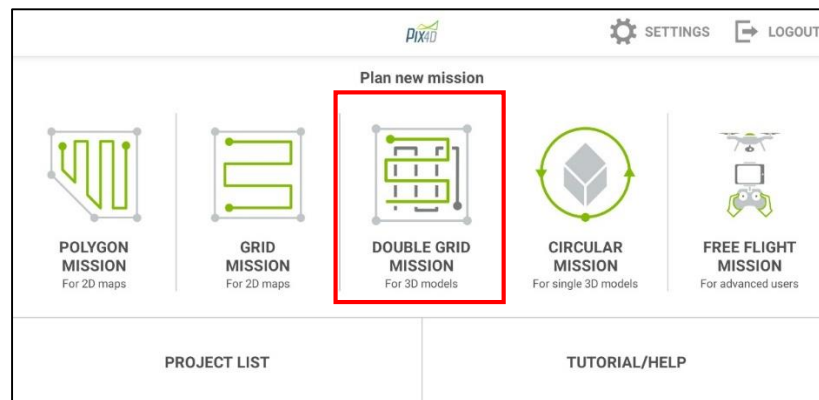 PIX4D
SETTINGS
LOGOUT
Plan new mission
POLYGON
MISSION
For 2D maps
GRID
MISSION
For 2D maps
DOUBLE GRID
MISSION
For 3D models
CIRCULAR
MISSION
For single 3D models
FREE FLIGHT
MISSION
For advanced users
PROJECT LIST
TUTORIAL/HELP